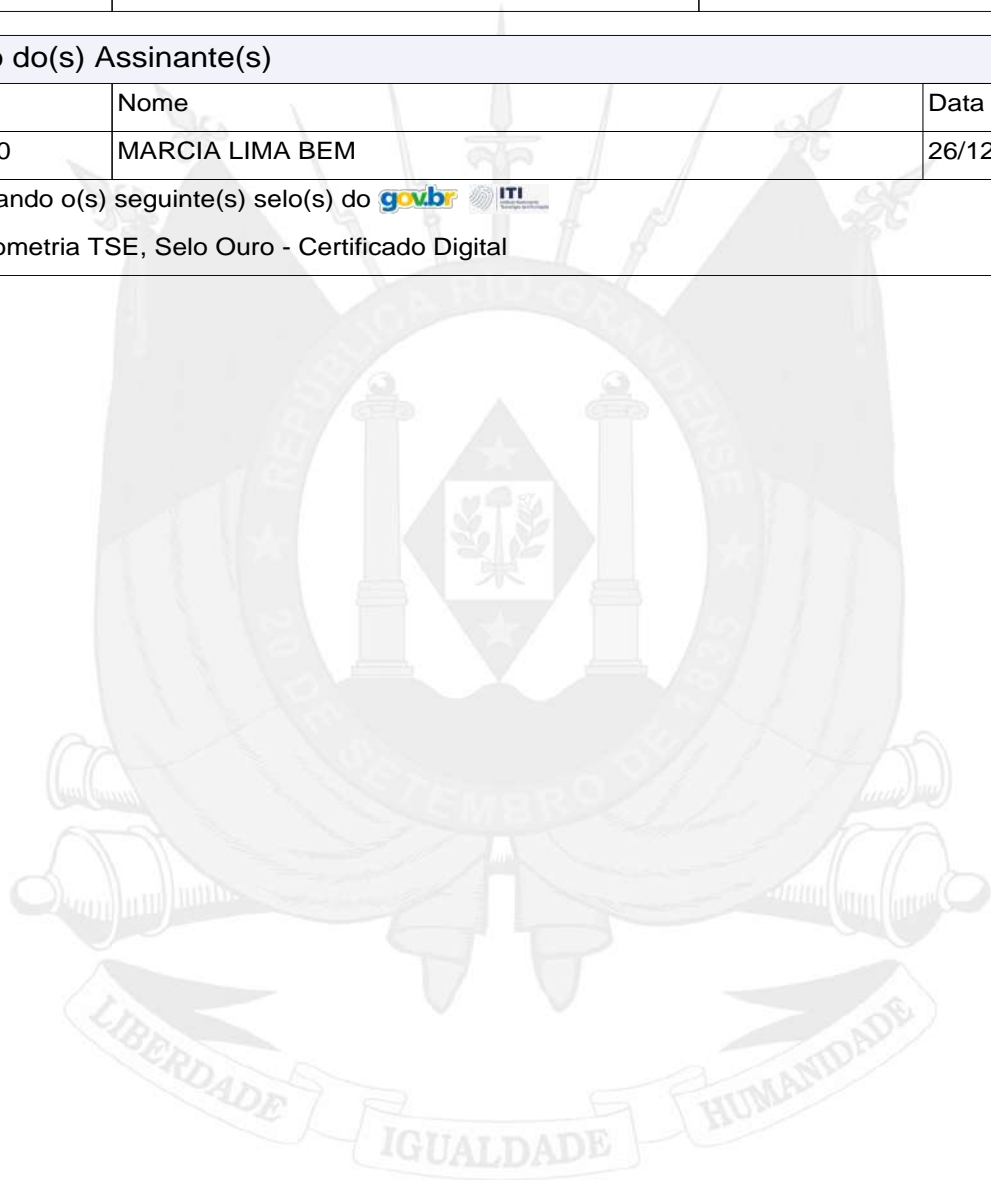 o do(s) Assinante(s)
Nome Data
0 MARCIA LIMA BEM 26/12
ando o(s) seguinte(s) selo(s) do gov.br ITI
ometria TSE, Selo Ouro - Certificado Digital
REPÚBLICA RIO-GRANDENSE
20 DE SETEMBRO DE 1835
LIBERDADE IGUALDADE HUMANIDADE